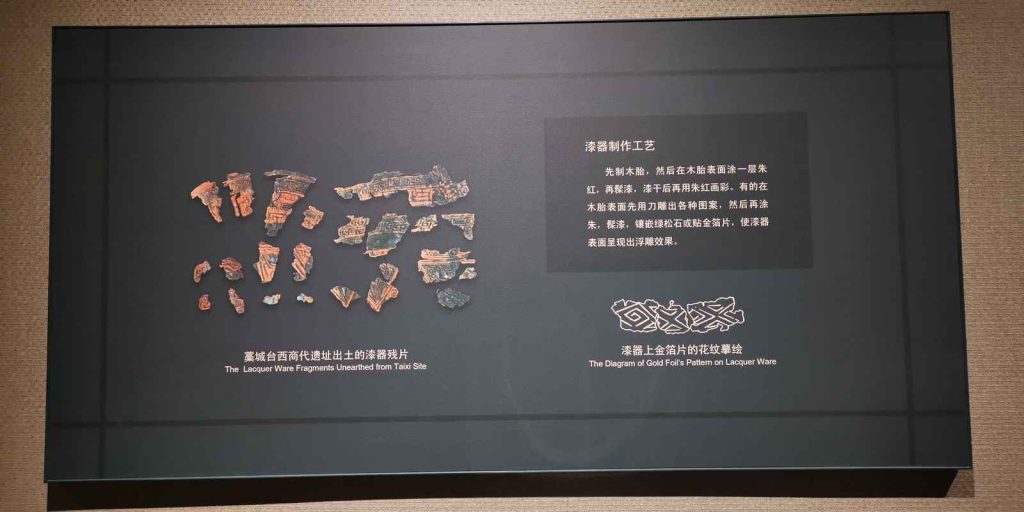 漆器制作工艺
先制木胎，然后在木胎表面涂一层朱
红，再髹漆，漆干后再用朱红画彩。有的在
木胎表面先用刀雕出各种图案，然后再涂
朱，髹漆，镶嵌绿松石或贴金箔片，使漆器
表面呈现出浮雕效果。
藁城台西商代遗址出土的漆器残片
The Lacquer Ware Fragments Unearthed from Taixi Site
漆器上金箔片的花纹摹绘
The Diagram of Gold Foil's Pattern on Lacquer Ware